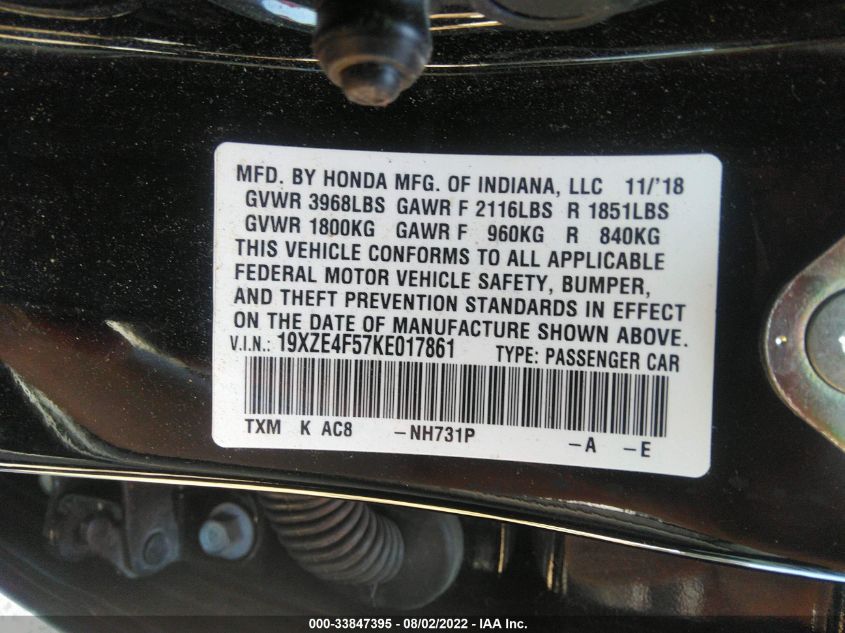 MFD. BY HONDA MFG. OF INDIANA, LLC 11/'18
GVWR 3968LBS GAWR F 2116LBS R 1851LBS
GVWR 1800KG GAWR F 960KG R 840KG
THIS VEHICLE CONFORMS TO ALL APPLICABLE
FEDERAL MOTOR VEHICLE SAFETY, BUMPER,
AND THEFT PREVENTION STANDARDS IN EFFECT
ON THE DATE OF MANUFACTURE SHOWN ABOVE.
V.I.N.: 19XZE4F57KE017861 TYPE: PASSENGER CAR
TXM K AC8 -NH731P -A -E
000-33847395 - 08/02/2022 - IAA Inc.